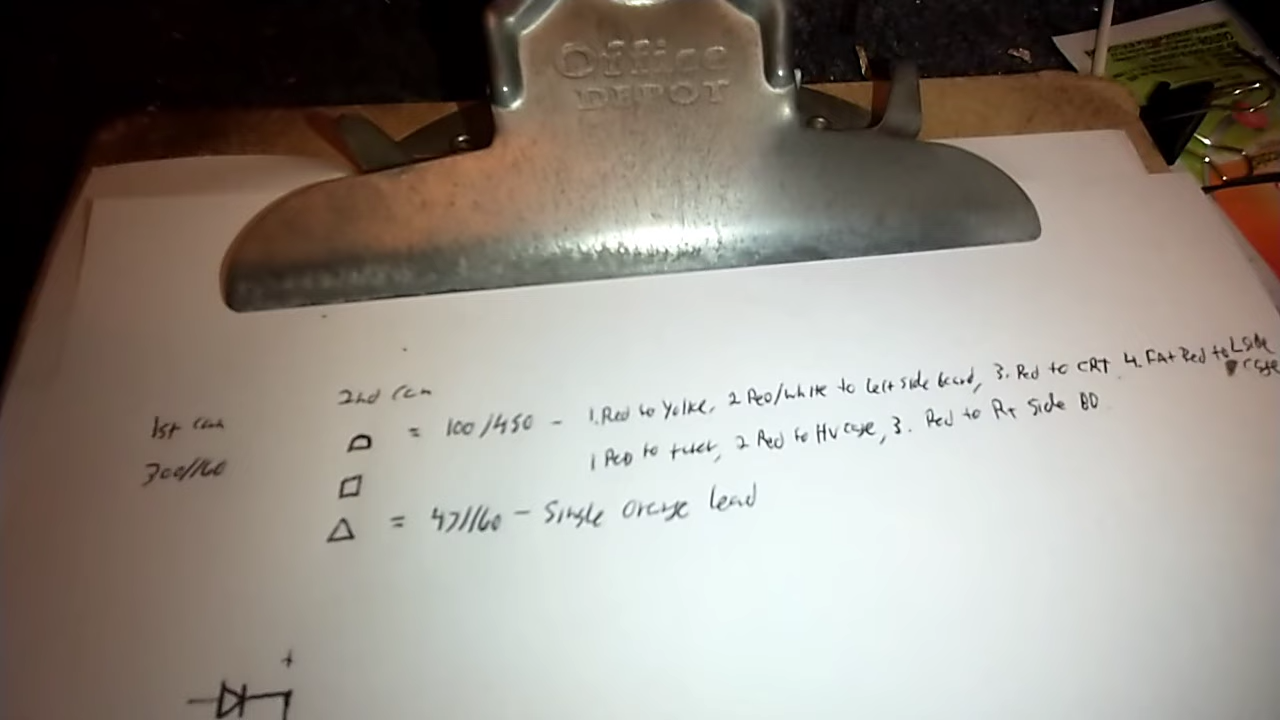 Office
DEPOT
1st Can
300/160
2nd Can
= 100/450 - 1. Red to Yolke, 2 Red/white to Left side board, 3. Red to CRT 4. FAt Red to L Side case
1 Red to tuner, 2 Red to HV cage, 3. Red to Rt Side BD
= 47/160 - Single Orange lead
+